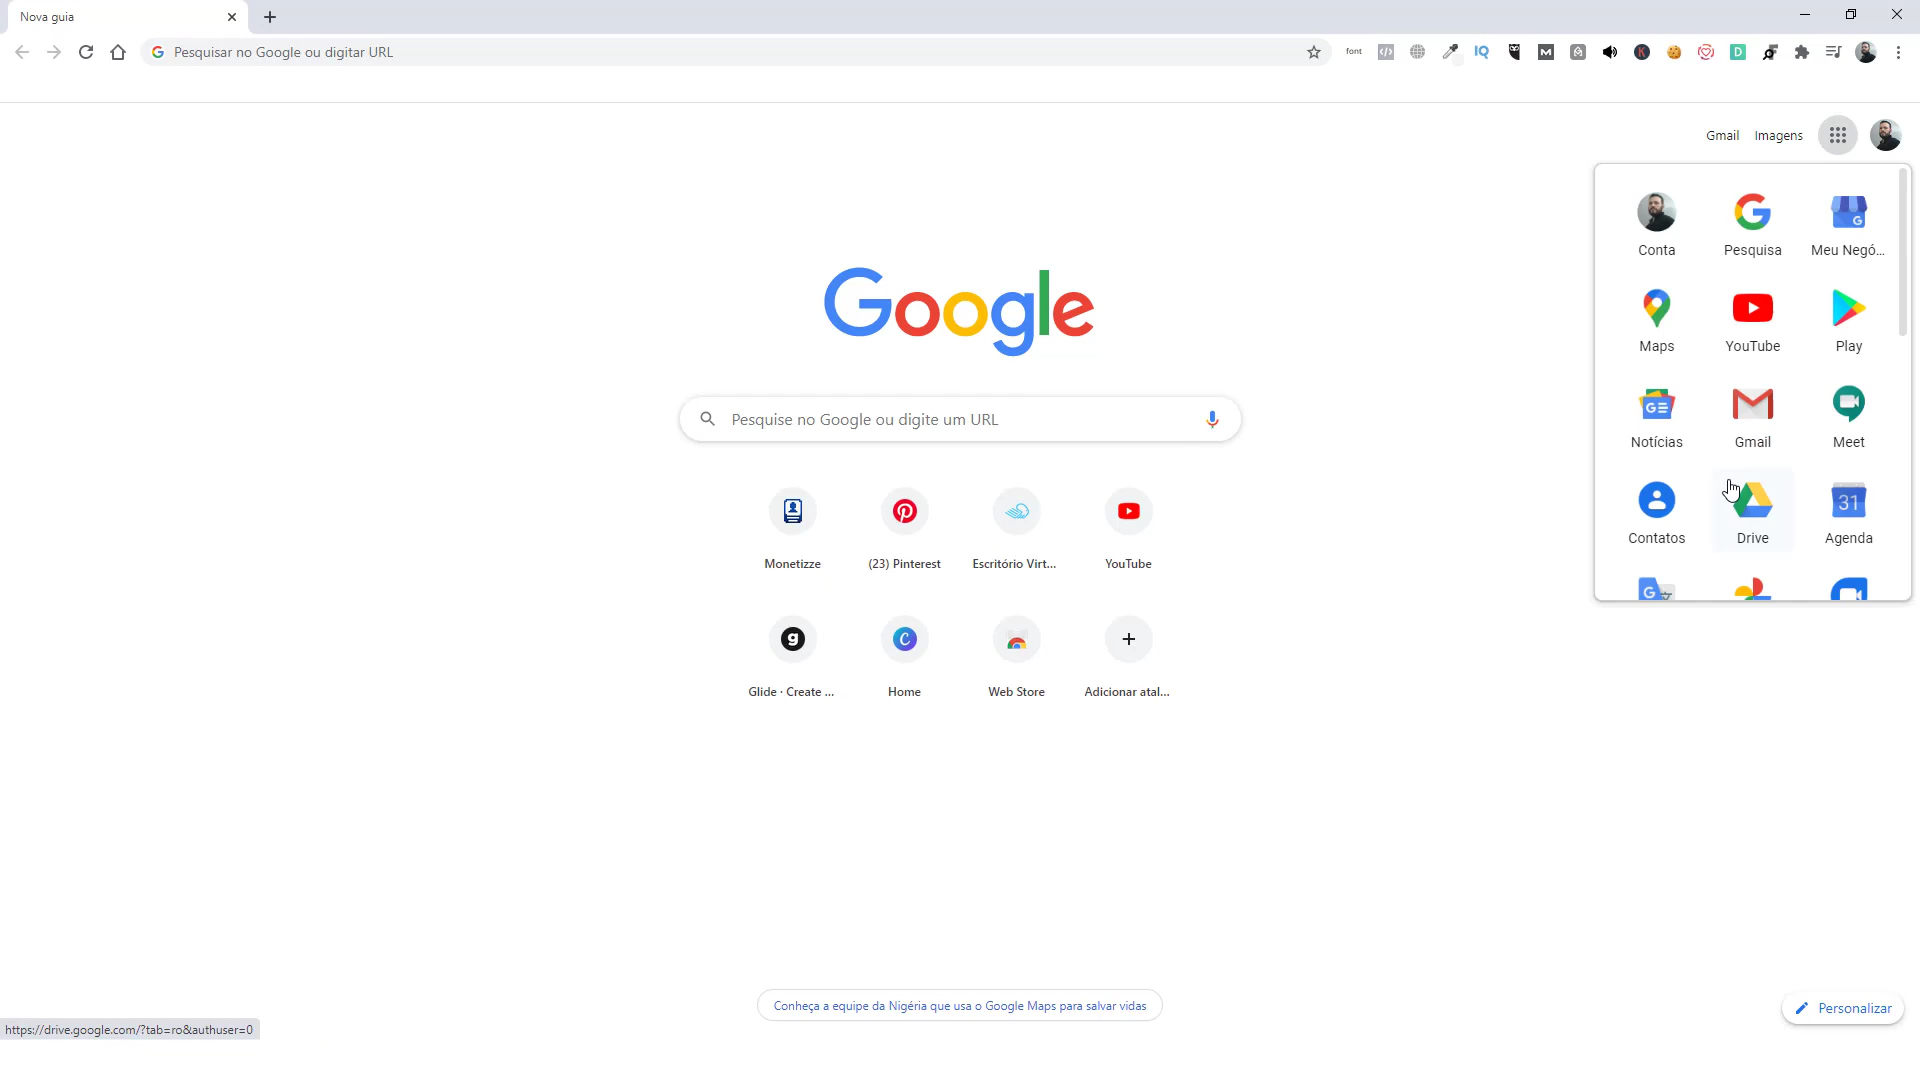 Nova guia
Pesquisar no Google ou digitar URL
font
IQ
M
K
D
Gmail Imagens
Conta Pesquisa Meu Negó...
Maps YouTube Play
GE
Notícias Gmail Meet
31
Contatos Drive Agenda
G
Google
Pesquise no Google ou digite um URL
Monetizze (23) Pinterest Escritório Virt... YouTube
g C
Glide · Create ... Home Web Store Adicionar atal...
Conheça a equipe da Nigéria que usa o Google Maps para salvar vidas
Personalizar
https://drive.google.com/?tab=ro&authuser=0